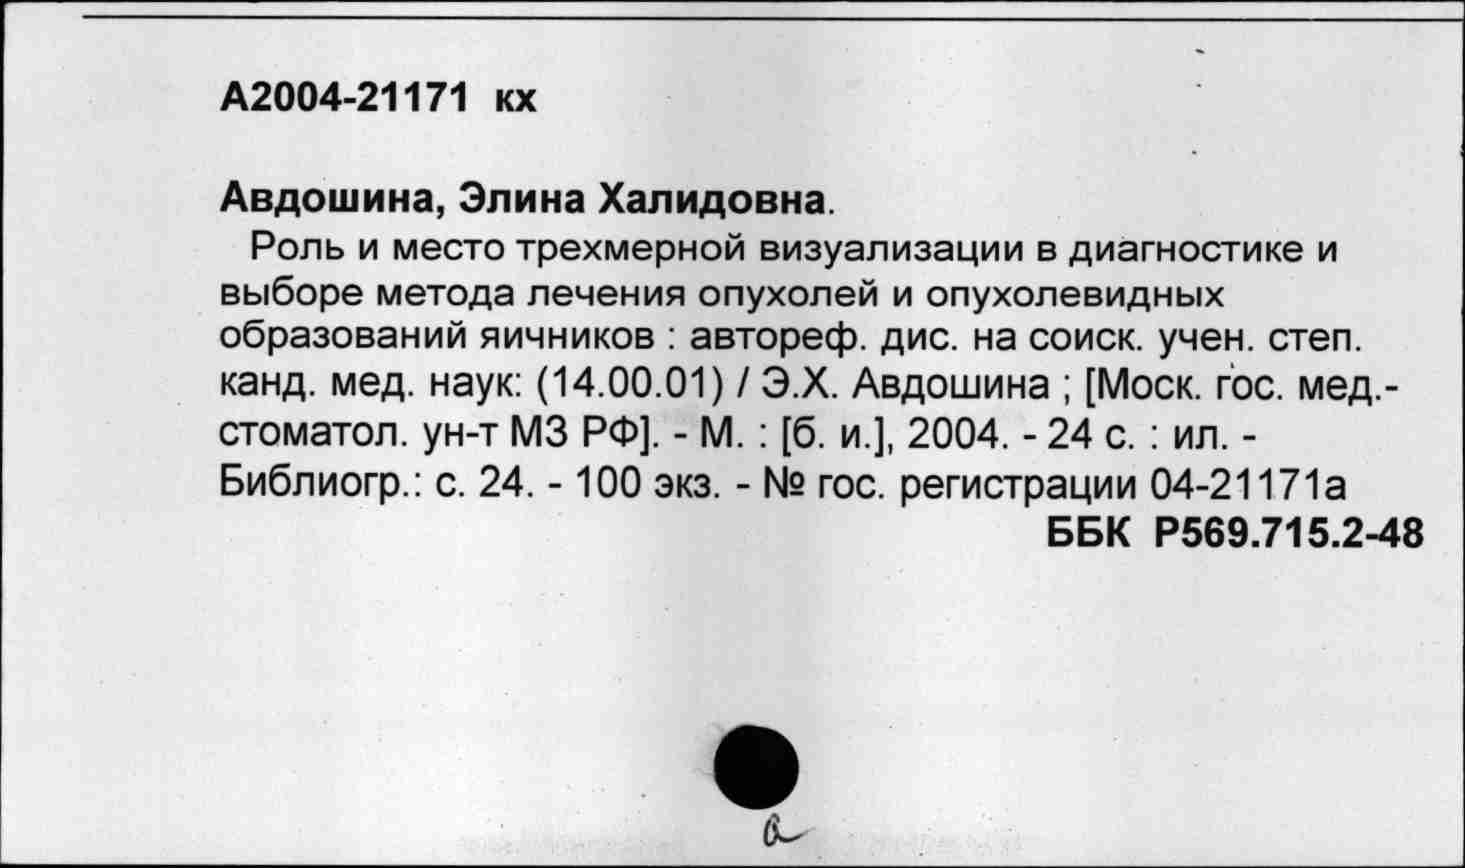 А2004-21171 кх
Авдошина, Элина Халидовна.
Роль и место трехмерной визуализации в диагностике и
выборе метода лечения опухолей и опухолевидных
образований яичников : автореф. дис. на соиск. учен. степ.
канд. мед. наук: (14.00.01) / Э.Х. Авдошина ; [Моск. гос. мед.-
стоматол. ун-т МЗ РФ]. - М. : [б. и.], 2004. - 24 с. : ил. -
Библиогр.: с. 24. - 100 экз. - № гос. регистрации 04-21171а
ББК Р569.715.2-48